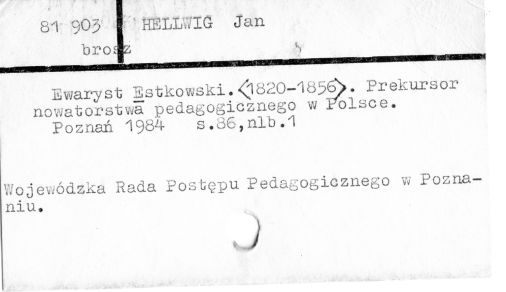 81 903 HELLWIG Jan
brosz
Ewaryst Estkowski.<1820-1856>. Prekursor
nowatorstwa pedagogicznego w Polsce.
Poznań 1984 s.86,nlb.1
Wojewódzka Rada Postępu Pedagogicznego w Pozna-
niu.